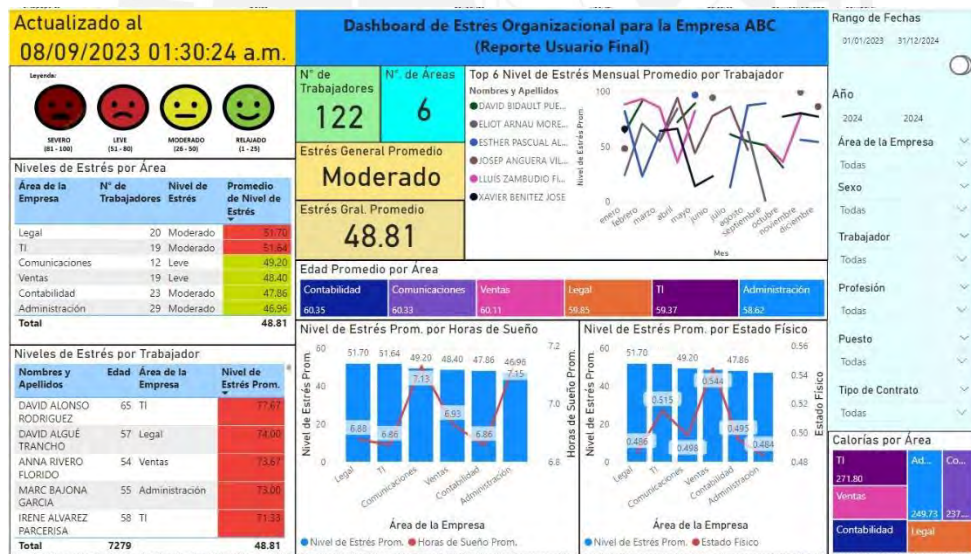 Actualizado al
08/09/2023 01:30:24 a.m.
Dashboard de Estrés Organizacional para la Empresa ABC
(Reporte Usuario Final)
Rango de Fechas
01/01/2023 31/12/2024
Año
2024 2024
Área de la Empresa
Todas
Sexo
Todas
Trabajador
Todas
Profesión
Todas
Puesto
Todas
Tipo de Contrato
Todas
Leyenda:
SEVERO LEVE MODERADO RELAJADO
(81 - 100) (51 - 80) (26 - 50) (1 - 25)
N° de
Trabajadores
122
N°. de Áreas
6
Estrés General Promedio
Moderado
Estrés Gral. Promedio
48.81
Top 6 Nivel de Estrés Mensual Promedio por Trabajador
Nombres y Apellidos
DAVID BIDAULT PUE...
ELIOT ARNAU MORE...
ESTHER PASCUAL AL...
JOSEP ANGUERA VIL...
LLUÍS ZAMBUDIO FI...
XAVIER BENITEZ JOSE
Nivel de Estrés Prom.
100
50
0
enero febrero marzo abril mayo junio julio agosto septiembre octubre noviembre diciembre
Mes
Niveles de Estrés por Área
Área de la Empresa N° de Trabajadores Nivel de Estrés Promedio de Nivel de Estrés
Legal 20 Moderado 51.70
TI 19 Moderado 51.64
Comunicaciones 12 Leve 49.20
Ventas 19 Leve 48.40
Contabilidad 23 Moderado 47.86
Administración 29 Moderado 46.96
Total 48.81
Edad Promedio por Área
Contabilidad Comunicaciones Ventas Legal TI Administración
60.35 60.33 60.11 59.85 59.37 58.62
Niveles de Estrés por Trabajador
Nombres y Apellidos Edad Área de la Empresa Nivel de Estrés Prom.
DAVID ALONSO RODRIGUEZ 65 TI 77.67
DAVID ALGUÉ TRANCHO 57 Legal 74.00
ANNA RIVERO FLORIDO 54 Ventas 73.67
MARC BAJONA GARCIA 55 Administración 73.00
IRENE ALVAREZ PARCERISA 58 TI 71.33
Total 7279 48.81
Nivel de Estrés Prom. por Horas de Sueño
Nivel de Estrés Prom.
60
40
20
0
51.70 51.64 49.20 48.40 47.86 46.96
6.88 6.86 7.13 6.93 6.86 7.15
7.2
7.0
6.8
Horas de Sueño Prom.
Legal TI Comunicaciones Ventas Contabilidad Administración
Área de la Empresa
Nivel de Estrés Prom. Horas de Sueño Prom.
Nivel de Estrés Prom. por Estado Físico
Nivel de Estrés Prom.
60
40
20
0
51.70 51.64 49.20 47.86
0.486 0.515 0.498 0.544 0.495 0.484
0.56
0.54
0.52
0.50
0.48
Estado Físico
Legal TI Comunicaciones Ventas Contabilidad Administración
Área de la Empresa
Nivel de Estrés Prom. Estado Físico
Calorías por Área
TI
271.80
Ad...
249.73
Co...
237....
Ventas
Contabilidad
Legal